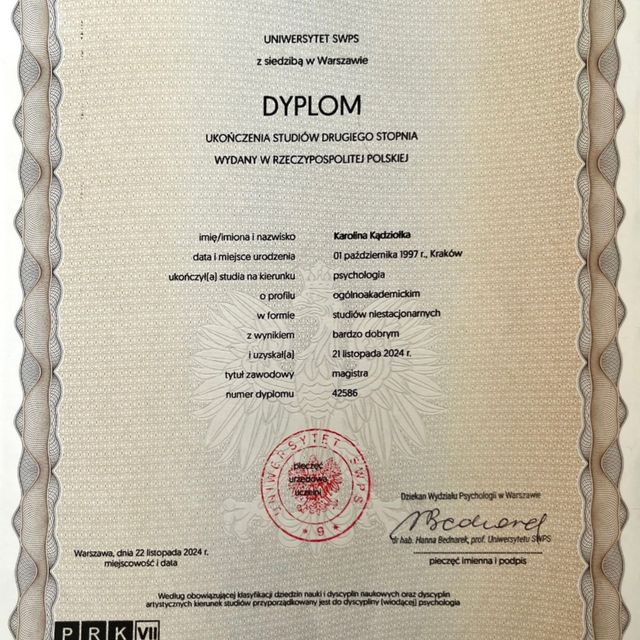 UNIWERSYTET SWPS
z siedzibą w Warszawie
DYPLOM
UKOŃCZENIA STUDIÓW DRUGIEGO STOPNIA
WYDANY W RZECZYPOSPOLITEJ POLSKIEJ
imię/imiona i nazwisko Karolina Kądziołka
data i miejsce urodzenia 01 października 1997 r., Kraków
ukończył(a) studia na kierunku psychologia
o profilu ogólnoakademickim
w formie studiów niestacjonarnych
z wynikiem bardzo dobrym
i uzyskał(a) 21 listopada 2024 r.
tytuł zawodowy magistra
numer dyplomu 42586
UNIWERSYTET SWPS
* 6 *
pieczęć
urzędowa
uczelni
Dziekan Wydziału Psychologii w Warszawie
HBednarek
dr hab. Hanna Bednarek, prof. Uniwersytetu SWPS
pieczęć imienna i podpis
Warszawa, dnia 22 listopada 2024 r.
miejscowość i data
Według obowiązującej klasyfikacji dziedzin nauki i dyscyplin naukowych oraz dyscyplin
artystycznych kierunek studiów przyporządkowany jest do dyscypliny (wiodącej) psychologia
PRK VII